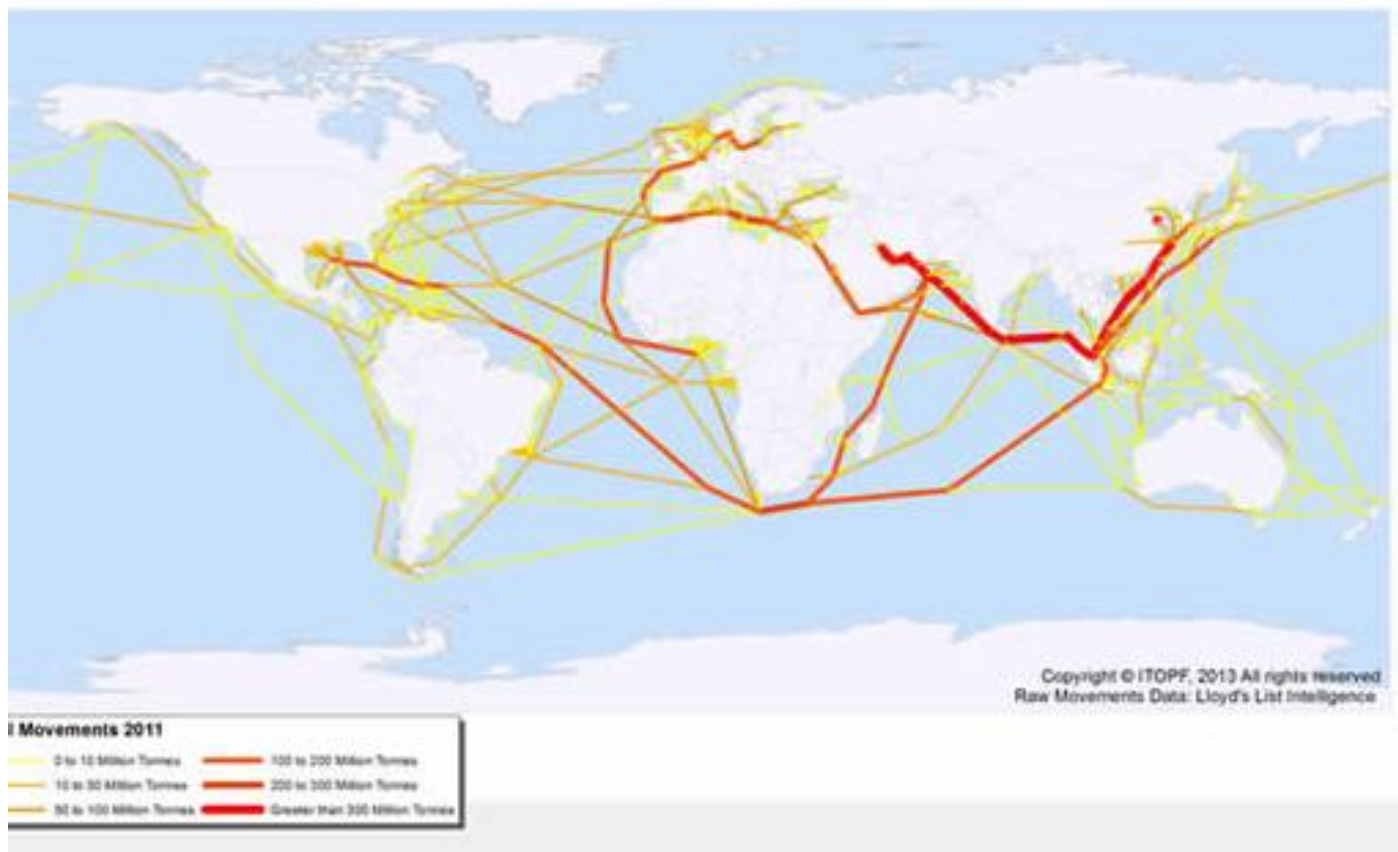 Copyright © ITOPF, 2013 All rights reserved
Raw Movements Data: Lloyd's List Intelligence
l Movements 2011
0 to 10 Million Tonnes
100 to 200 Million Tonnes
10 to 50 Million Tonnes
200 to 300 Million Tonnes
50 to 100 Million Tonnes
Greater than 300 Million Tonnes